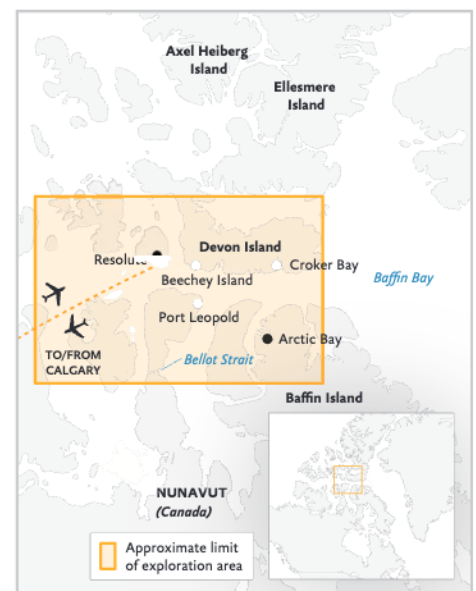 Axel Heiberg
Island
Ellesmere
Island
Devon Island
Resolute
Croker Bay
Beechey Island
Baffin Bay
Port Leopold
Arctic Bay
TO/FROM
CALGARY
Bellot Strait
Baffin Island
NUNAVUT
(Canada)
Approximate limit
of exploration area